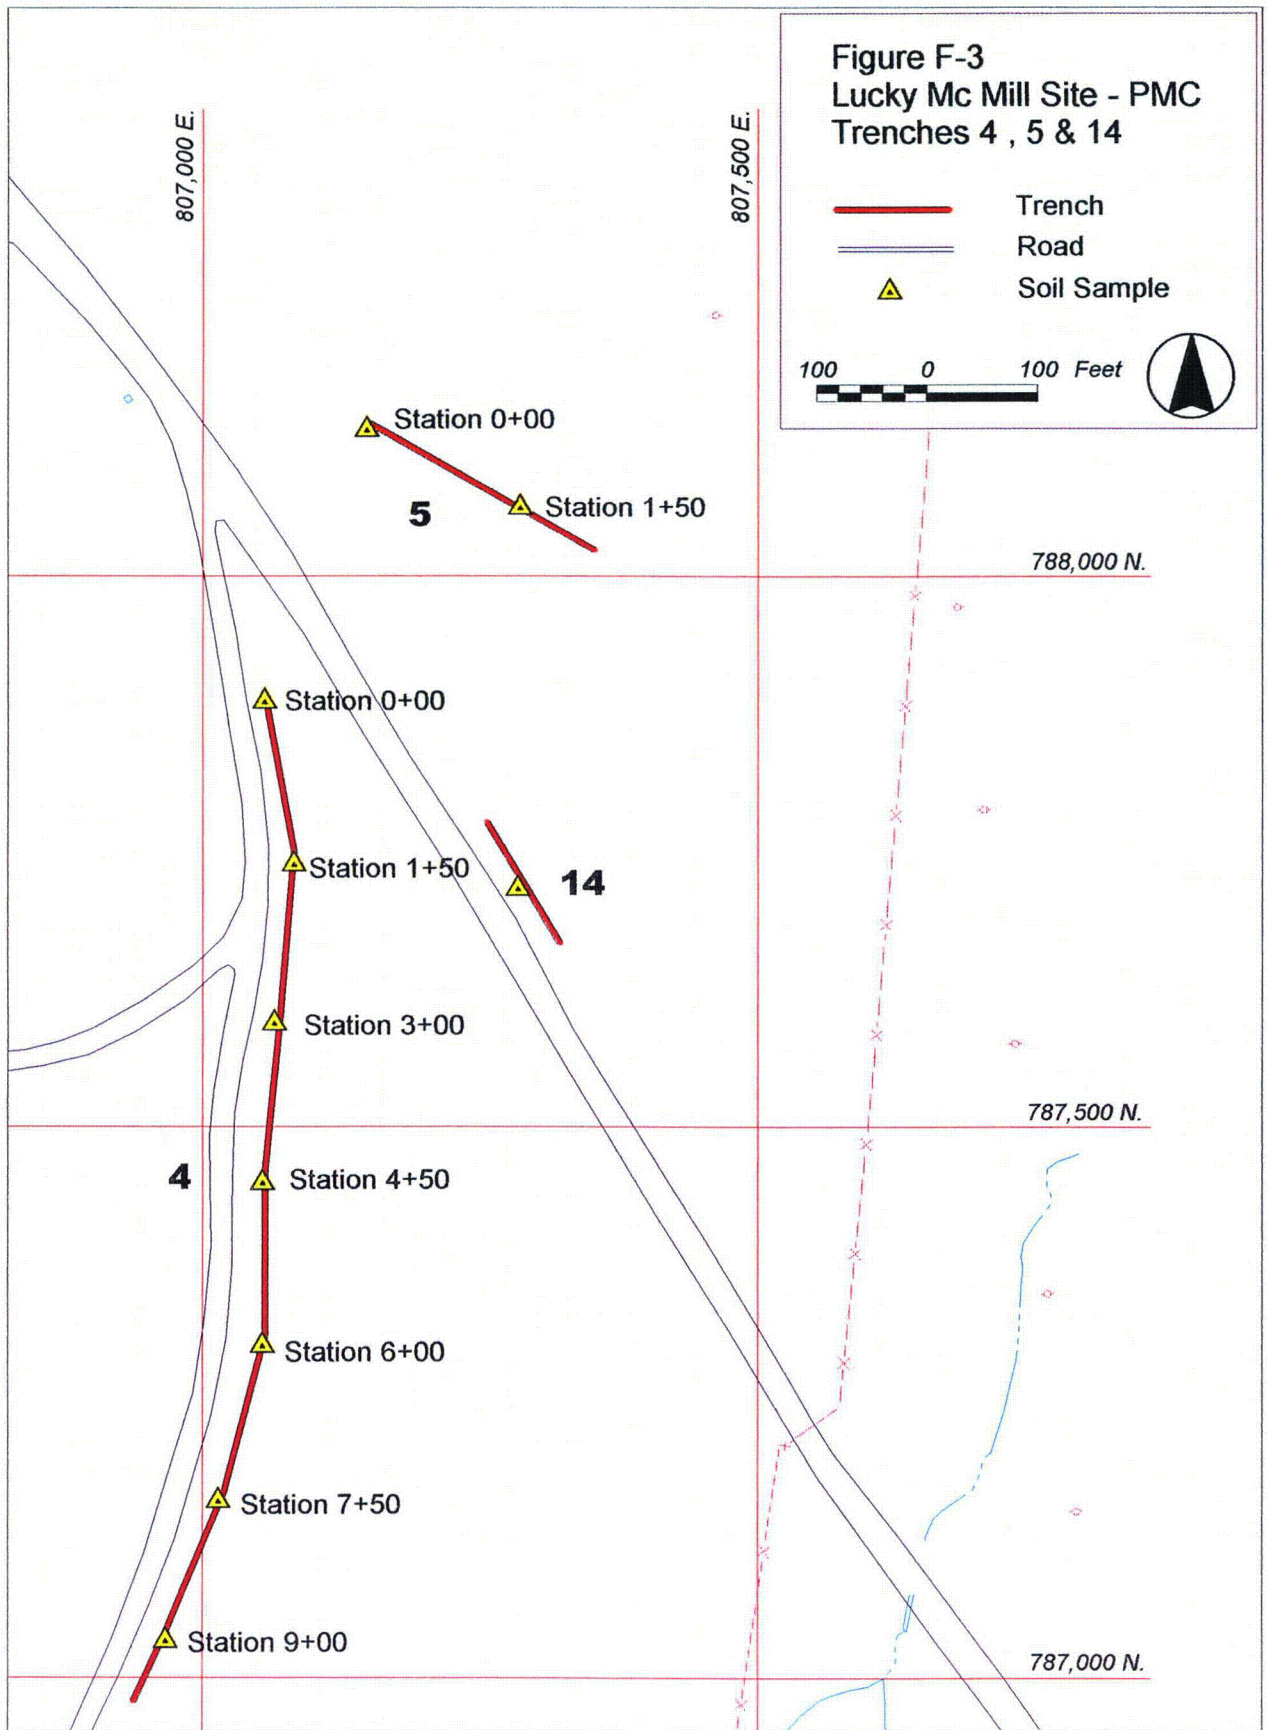 Figure F-3
Lucky Mc Mill Site - PMC
Trenches 4 , 5 & 14
Trench
Road
Soil Sample
100 0 100 Feet
807,000 E.
807,500 E.
Station 0+00
5
Station 1+50
788,000 N.
Station 0+00
Station 1+50
14
Station 3+00
787,500 N.
4
Station 4+50
Station 6+00
Station 7+50
Station 9+00
787,000 N.